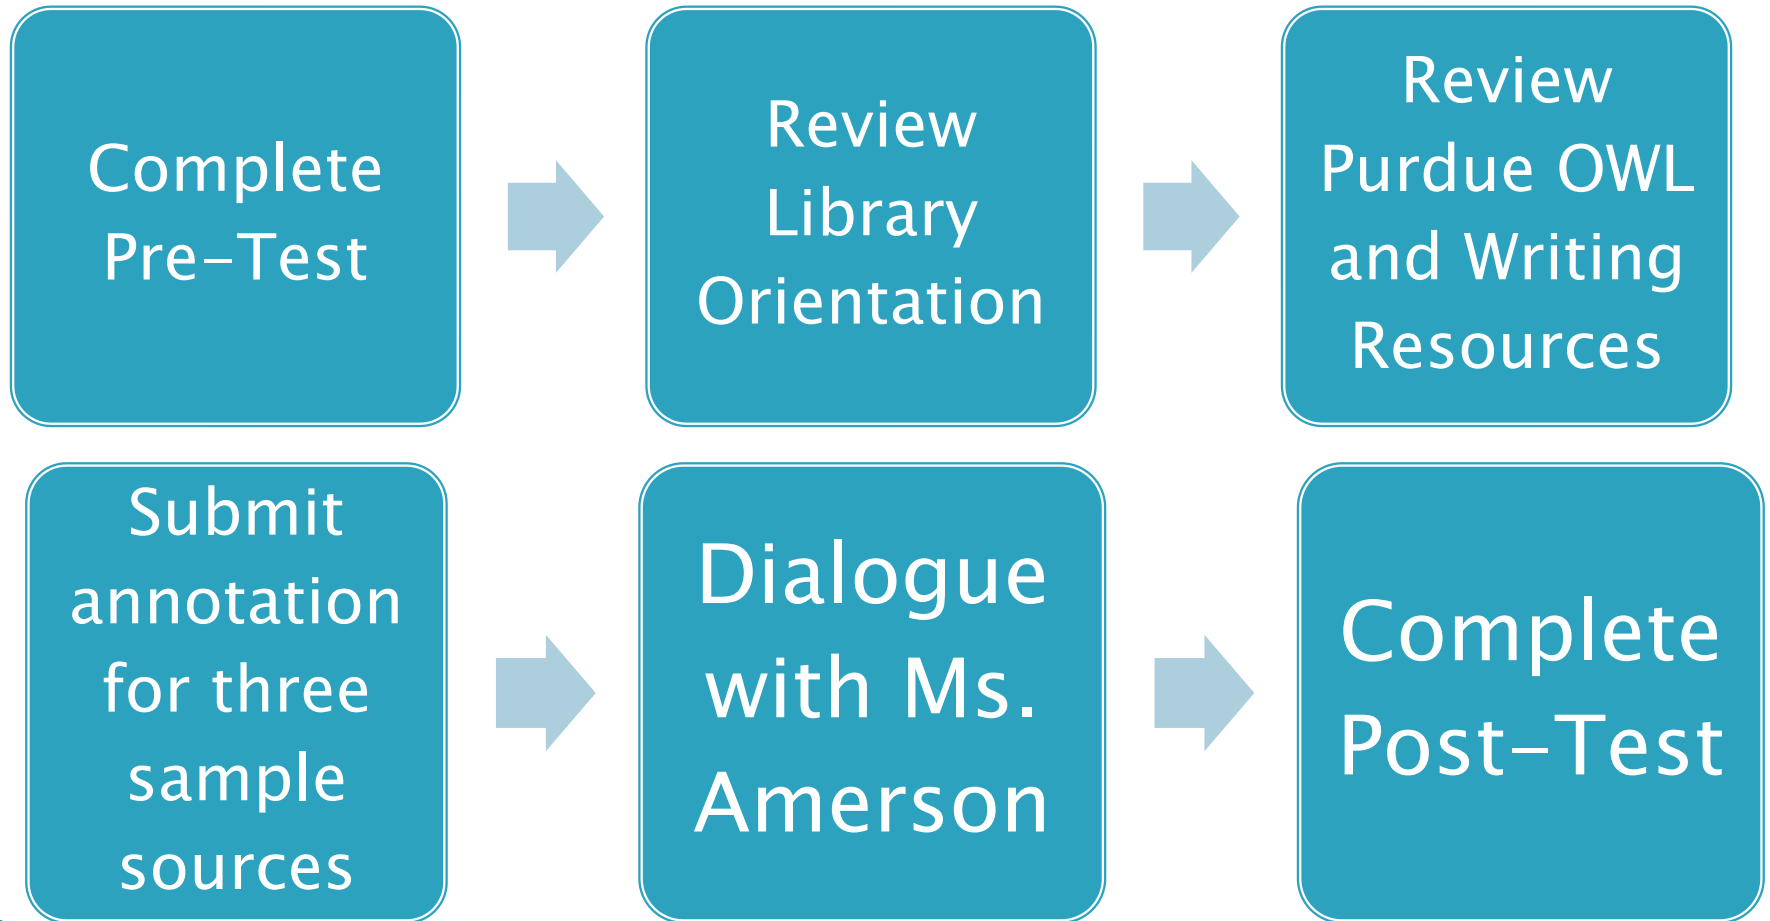 Complete
Pre-Test
Review
Library
Orientation
Review
Purdue OWL
and Writing
Resources
Submit
annotation
for three
sample
sources
Dialogue
with Ms.
Amerson
Complete
Post-Test